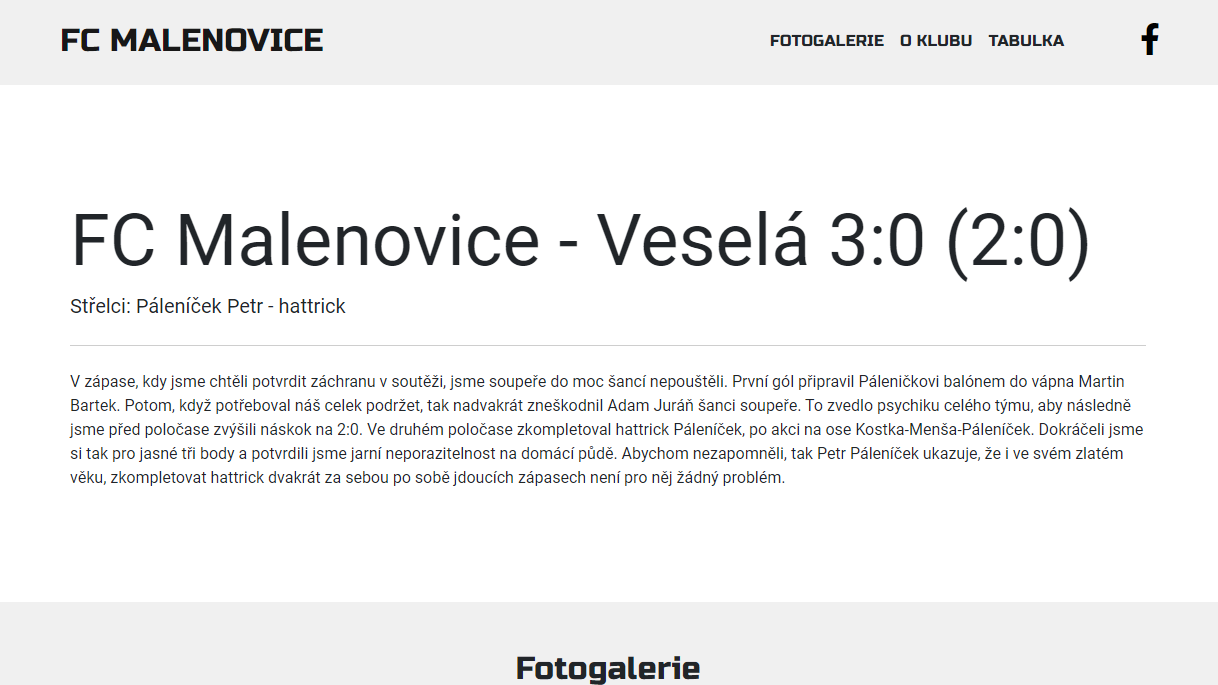 FC MALENOVICE
FOTOGALERIE O KLUBU TABULKA
FC Malenovice - Veselá 3:0 (2:0)
Střelci: Páleníček Petr - hattrick
V zápase, kdy jsme chtěli potvrdit záchranu v soutěži, jsme soupeře do moc šancí nepouštěli. První gól připravil Páleničkovi balónem do vápna Martin
Bartek. Potom, když potřeboval náš celek podržet, tak nadvakrát zneškodnil Adam Juráň šanci soupeře. To zvedlo psychiku celého týmu, aby následně
jsme před poločase zvýšili náskok na 2:0. Ve druhém poločase zkompletoval hattrick Páleníček, po akci na ose Kostka-Menša-Páleníček. Dokráčeli jsme
si tak pro jasné tři body a potvrdili jsme jarní neporazitelnost na domácí půdě. Abychom nezapomněli, tak Petr Páleníček ukazuje, že i ve svém zlatém
věku, zkompletovat hattrick dvakrát za sebou po sobě jdoucích zápasech není pro něj žádný problém.
Fotogalerie